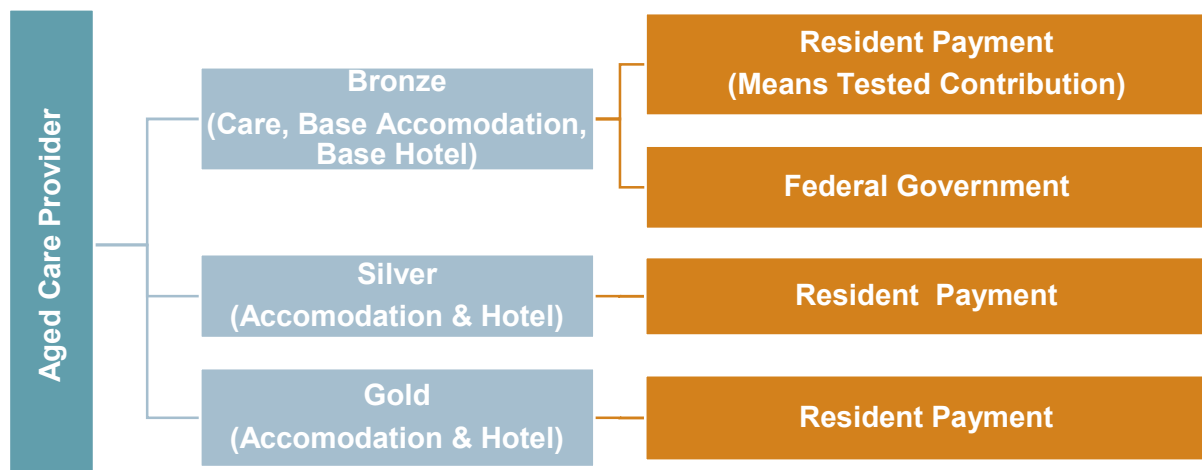 Aged Care Provider
Bronze
(Care, Base Accomodation,
Base Hotel)
Resident Payment
(Means Tested Contribution)
Federal Government
Silver
(Accomodation & Hotel)
Resident  Payment
Gold
(Accomodation & Hotel)
Resident Payment